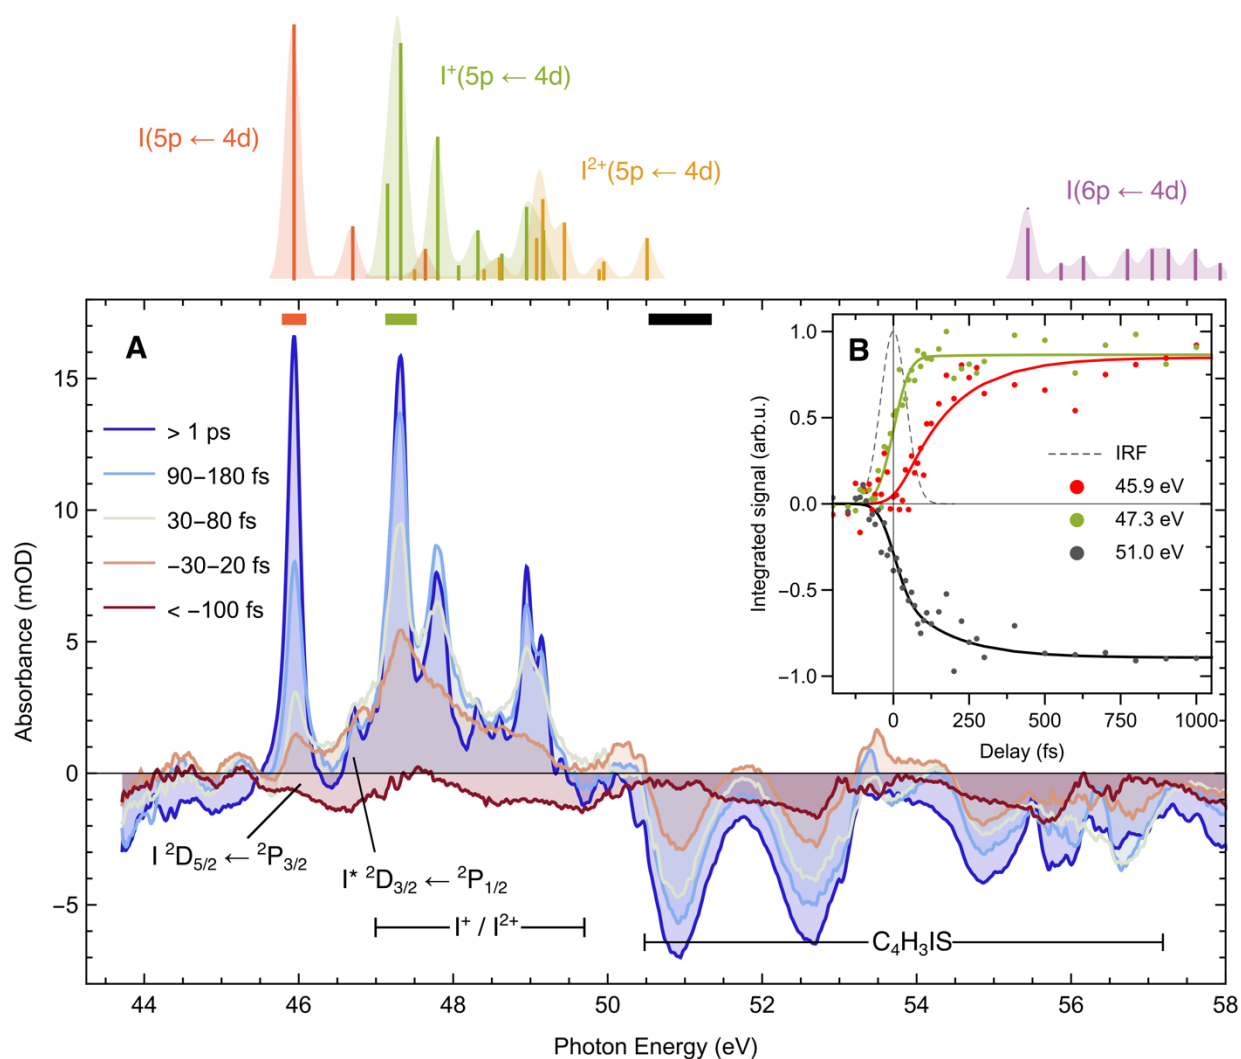 I⁺(5p ← 4d)
I(5p ← 4d)
I²⁺(5p ← 4d)
I(6p ← 4d)
A
> 1 ps
90–180 fs
30–80 fs
−30–20 fs
< −100 fs
15
10
5
0
−5
Absorbance (mOD)
I ²D₅/₂ ← ²P₃/₂
I* ²D₃/₂ ← ²P₁/₂
I⁺ / I²⁺
C₄H₃IS
44
46
48
50
52
54
56
58
Photon Energy (eV)
B
1.0
0.5
0.0
−0.5
−1.0
Integrated signal (arb.u.)
IRF
45.9 eV
47.3 eV
51.0 eV
0
250
500
750
1000
Delay (fs)